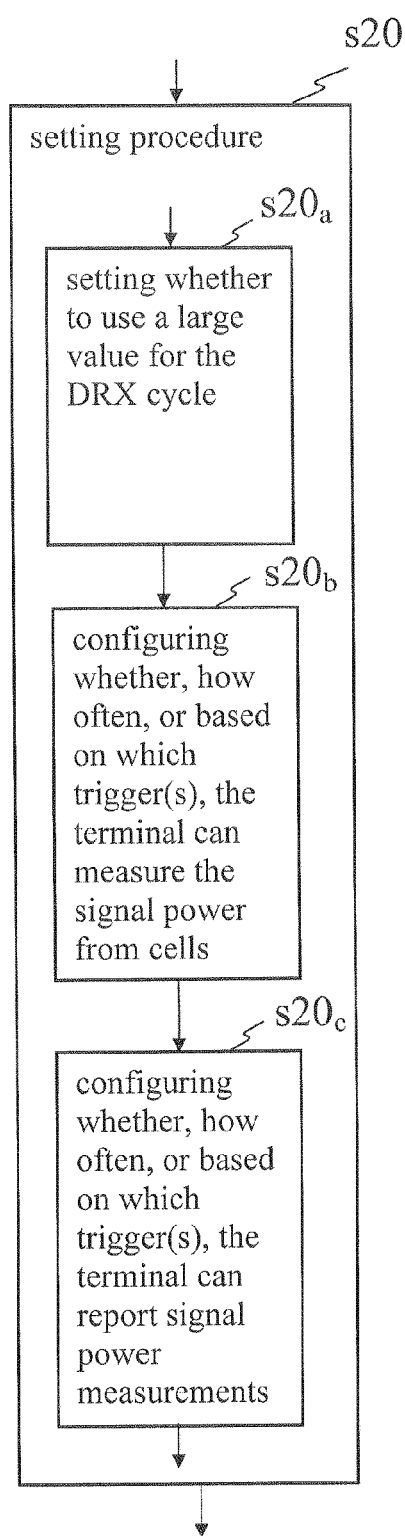 s20
setting procedure
s20a
setting whether
to use a large
value for the
DRX cycle
s20b
configuring
whether, how
often, or based
on which
trigger(s), the
terminal can
measure the
signal power
from cells
s20c
configuring
whether, how
often, or based
on which
trigger(s), the
terminal can
report signal
power
measurements